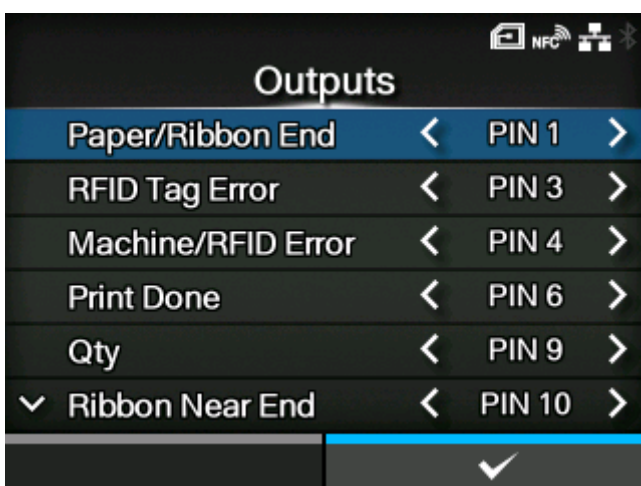 NFC
Outputs
Paper/Ribbon End PIN 1
RFID Tag Error PIN 3
Machine/RFID Error PIN 4
Print Done PIN 6
Qty PIN 9
Ribbon Near End PIN 10